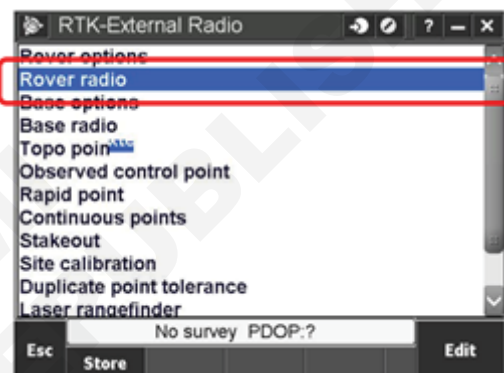 RTK-External Radio ? – ×
Rover options
Rover radio
Base options
Base radio
Topo poin
Observed control point
Rapid point
Continuous points
Stakeout
Site calibration
Duplicate point tolerance
Laser rangefinder
No survey PDOP:?
Esc
Store
Edit